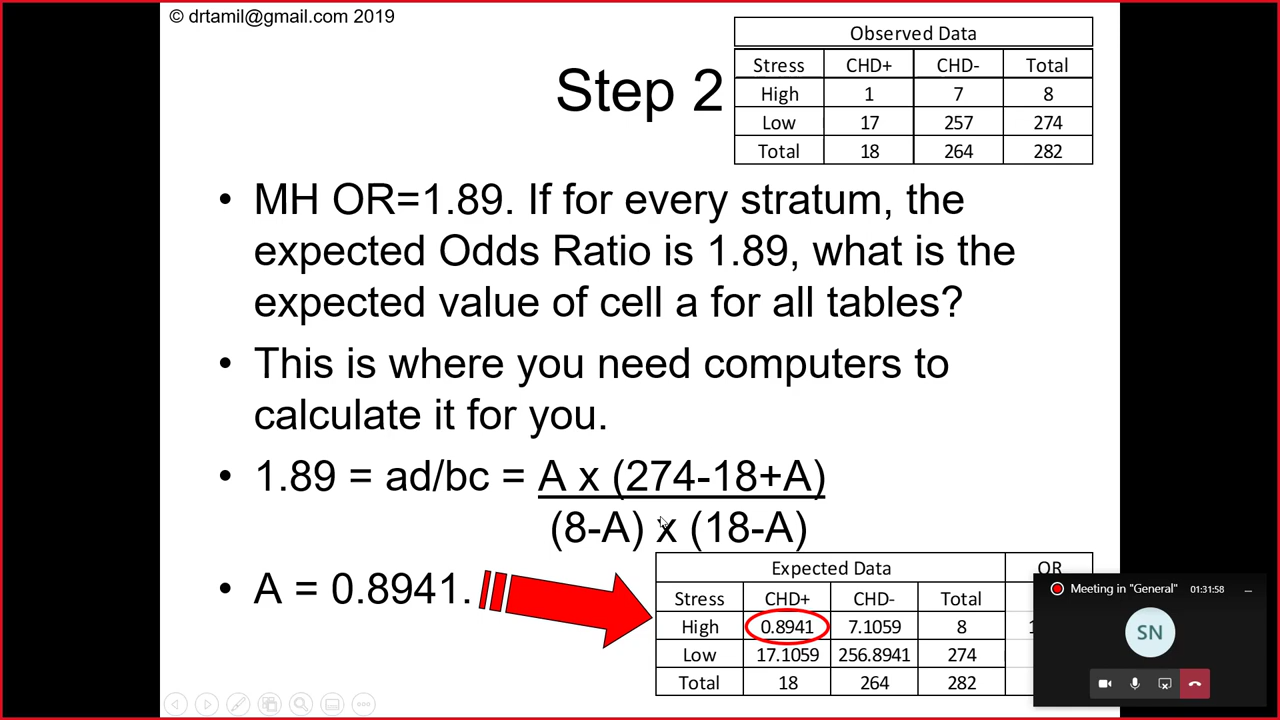 © drtamil@gmail.com 2019
Step 2
Observed Data
Stress CHD+ CHD- Total
High 1 7 8
Low 17 257 274
Total 18 264 282
• MH OR=1.89. If for every stratum, the
expected Odds Ratio is 1.89, what is the
expected value of cell a for all tables?
• This is where you need computers to
calculate it for you.
• 1.89 = ad/bc = A x (274-18+A)
(8-A) x (18-A)
• A = 0.8941.
Expected Data OR
Stress CHD+ CHD- Total
High 0.8941 7.1059 8
Low 17.1059 256.8941 274
Total 18 264 282
Meeting in "General" 01:31:58
SN